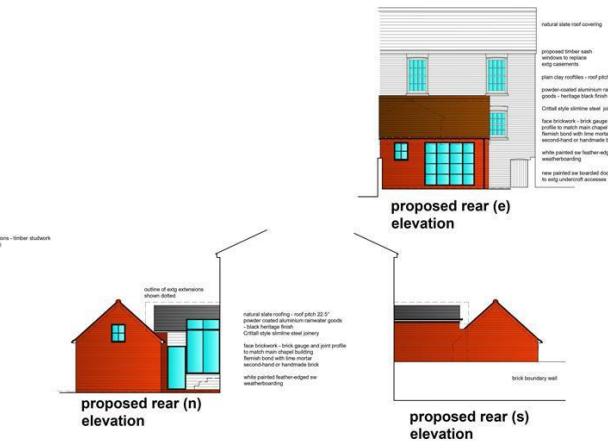 natural slate roof covering
proposed timber sash
windows to replace
extg casements
plain clay rooftiles - roof pitch
powder-coated aluminium
goods - heritage black finish
Crittall style slimline steel
face brickwork - brick gauge
profile to match main chapel
flemish bond with lime mortar
second-hand or handmade
white painted sw feather-edg
weatherboarding
new painted sw boarded
to extg undercroft accesses
proposed rear (e)
elevation
timber studwork
outline of extg extensions
shown dotted
natural slate roofing - roof pitch 22.5°
powder coated aluminium rainwater goods
- black heritage finish
Crittall style slimline steel joinery
face brickwork - brick gauge and joint profile
to match main chapel building
flemish bond with lime mortar
second-hand or handmade brick
white painted feather-edged sw
weatherboarding
proposed rear (n)
elevation
brick boundary wall
proposed rear (s)
elevation